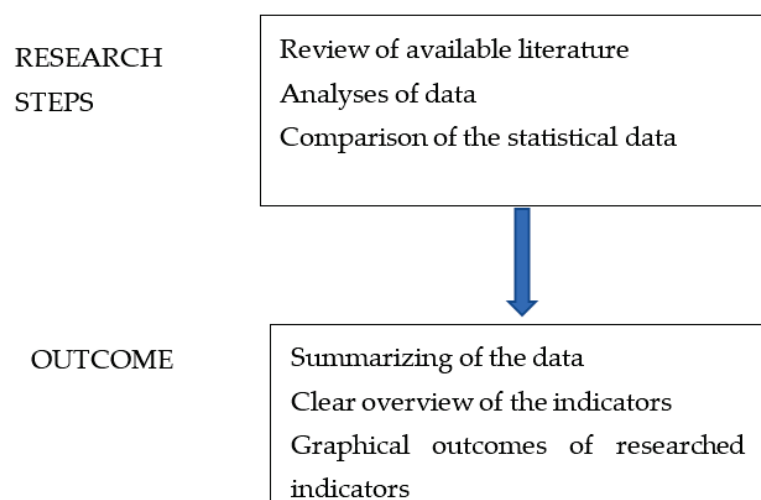 RESEARCH
STEPS
Review of available literature
Analyses of data
Comparison of the statistical data
OUTCOME
Summarizing of the data
Clear overview of the indicators
Graphical outcomes of researched
indicators